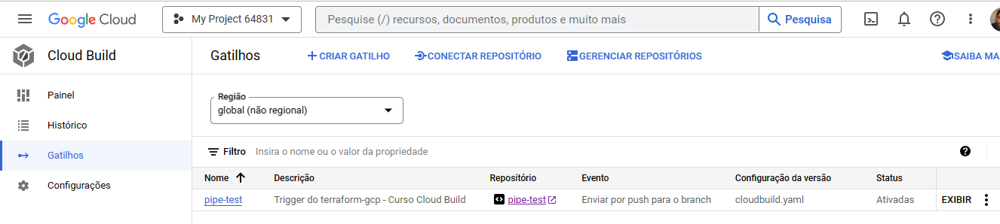 Google Cloud My Project 64831 Pesquise (/) recursos, documentos, produtos e muito mais Pesquisa
Cloud Build Gatilhos CRIAR GATILHO CONECTAR REPOSITÓRIO GERENCIAR REPOSITÓRIOS SAIBA MA
Painel
Histórico
Gatilhos
Configurações
Região
global (não regional)
Filtro Insira o nome ou o valor da propriedade
Nome Descrição Repositório Evento Configuração da versão Status
pipe-test Trigger do terraform-gcp - Curso Cloud Build pipe-test Enviar por push para o branch cloudbuild.yaml Ativadas EXIBIR